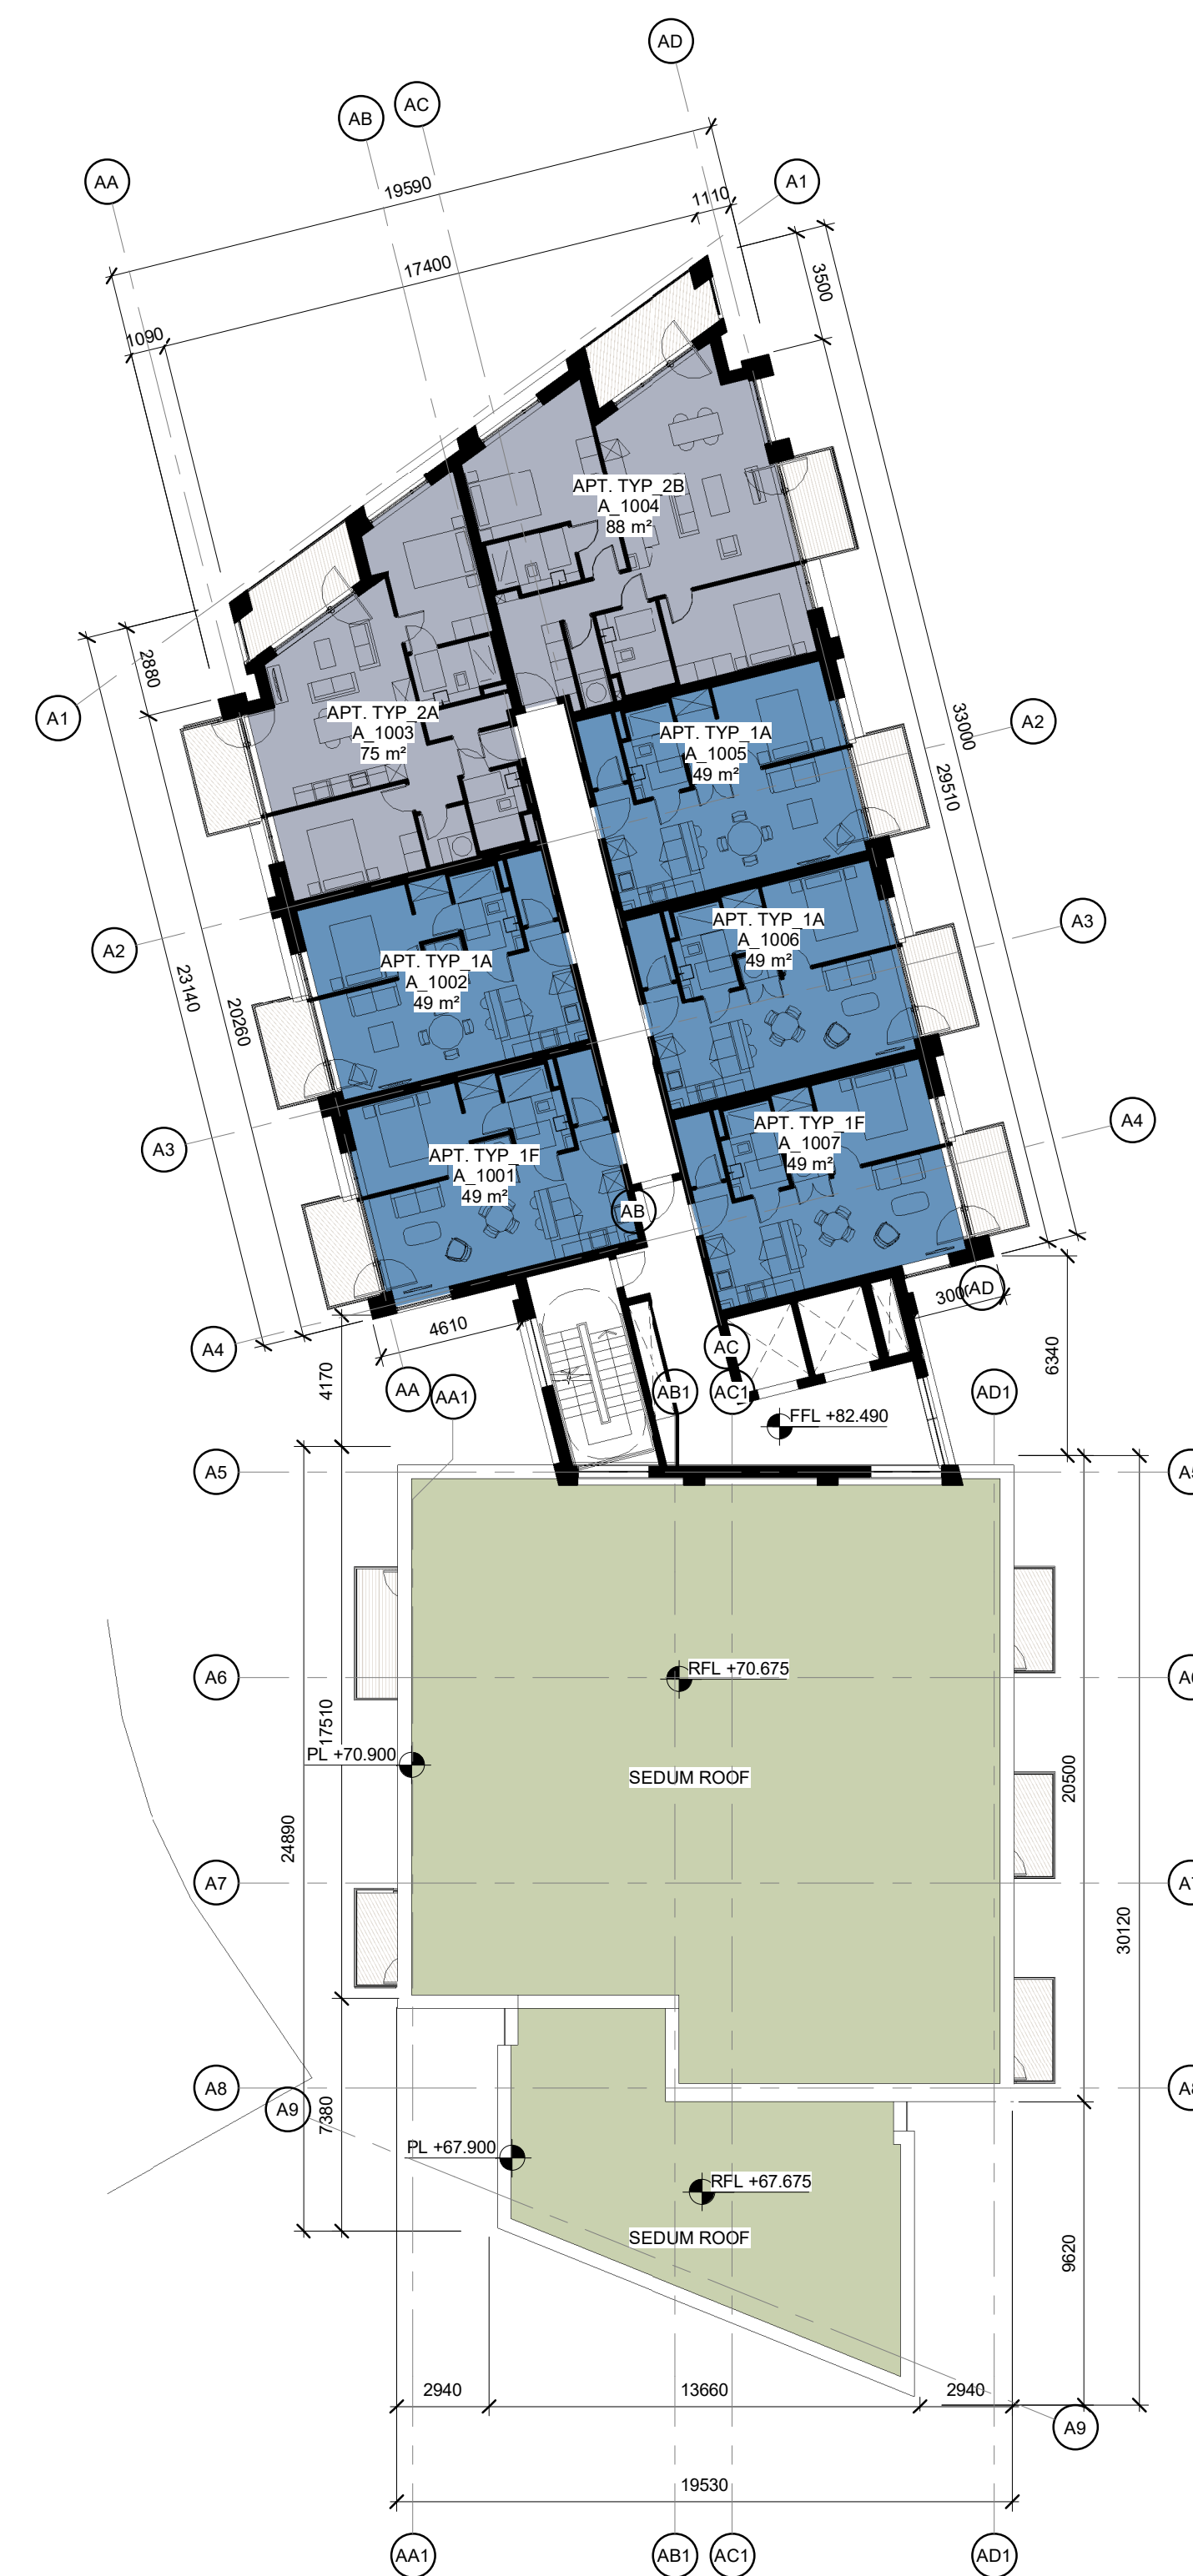 AD
AC
AB
AA
A1
19590
1110
17400
3500
1090
APT. TYP_2B
A_1004
88 m²
2880
A1
APT. TYP_2A
A_1003
75 m²
APT. TYP_1A
A_1005
49 m²
33000
A2
29510
APT. TYP_1A
A_1006
49 m²
A3
A2
APT. TYP_1A
A_1002
49 m²
23140
20260
APT. TYP_1F
A_1007
49 m²
A4
A3
APT. TYP_1F
A_1001
49 m²
AB
AD
4610
A4
AC
6340
4170
AA
AA1
AB1
AC1
AD1
FFL +82.490
A5
A6
RFL +70.675
17510
PL +70.900
SEDUM ROOF
20500
24890
A7
30120
A8
A9
7380
PL +67.900
RFL +67.675
SEDUM ROOF
9620
2940
13660
2940
A9
19530
AA1
AB1
AC1
AD1